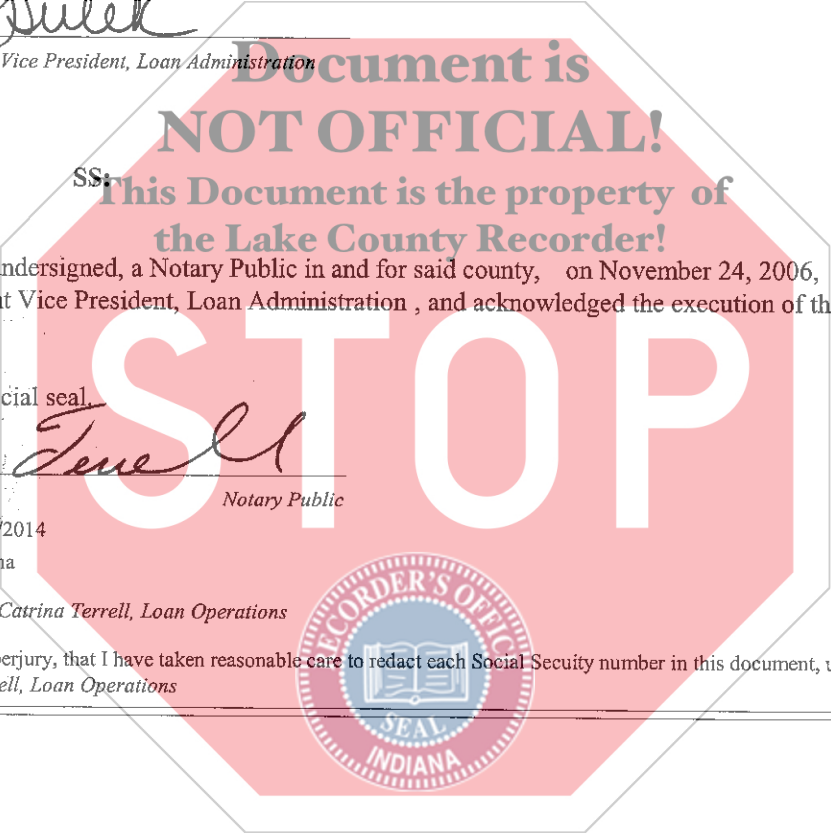 Vice President, Loan Administration
Document is
NOT OFFICIAL!
SS:
This Document is the property of
the Lake County Recorder!
ndersigned, a Notary Public in and for said county, on November 24, 2006,
t Vice President, Loan Administration , and acknowledged the execution of th
STOP
cial seal.
Notary Public
/2014
na
Catrina Terrell, Loan Operations
erjury, that I have taken reasonable care to redact each Social Secuity number in this document, u
ell, Loan Operations
RECORDER'S OFFIC
SEAL
INDIANA